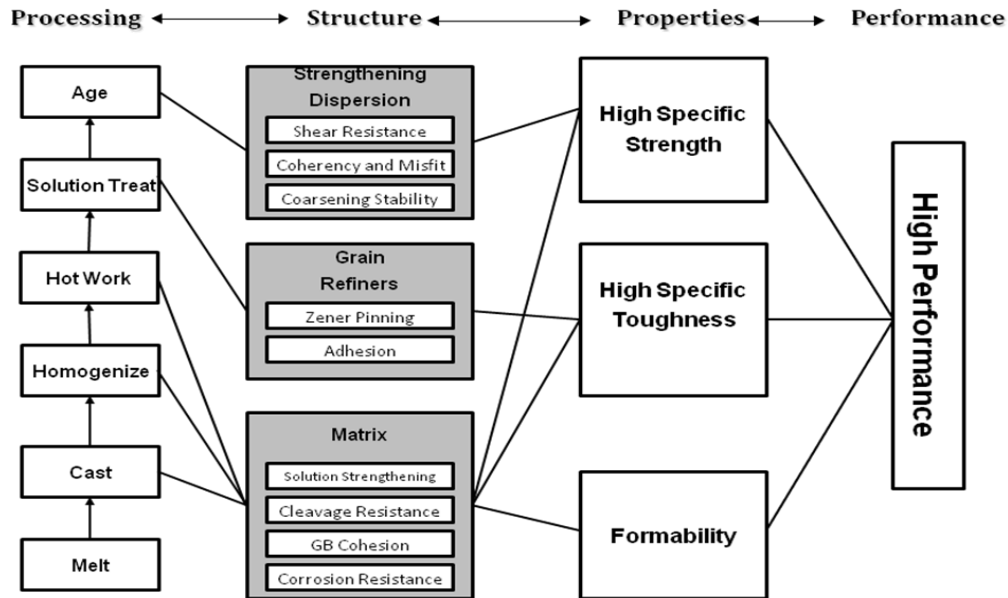 Processing
Structure
Properties
Performance
Age
Solution Treat
Hot Work
Homogenize
Cast
Melt
Strengthening
Dispersion
Shear Resistance
Coherency and Misfit
Coarsening Stability
Grain
Refiners
Zener Pinning
Adhesion
Matrix
Solution Strengthening
Cleavage Resistance
GB Cohesion
Corrosion Resistance
High Specific
Strength
High Specific
Toughness
Formability
High Performance